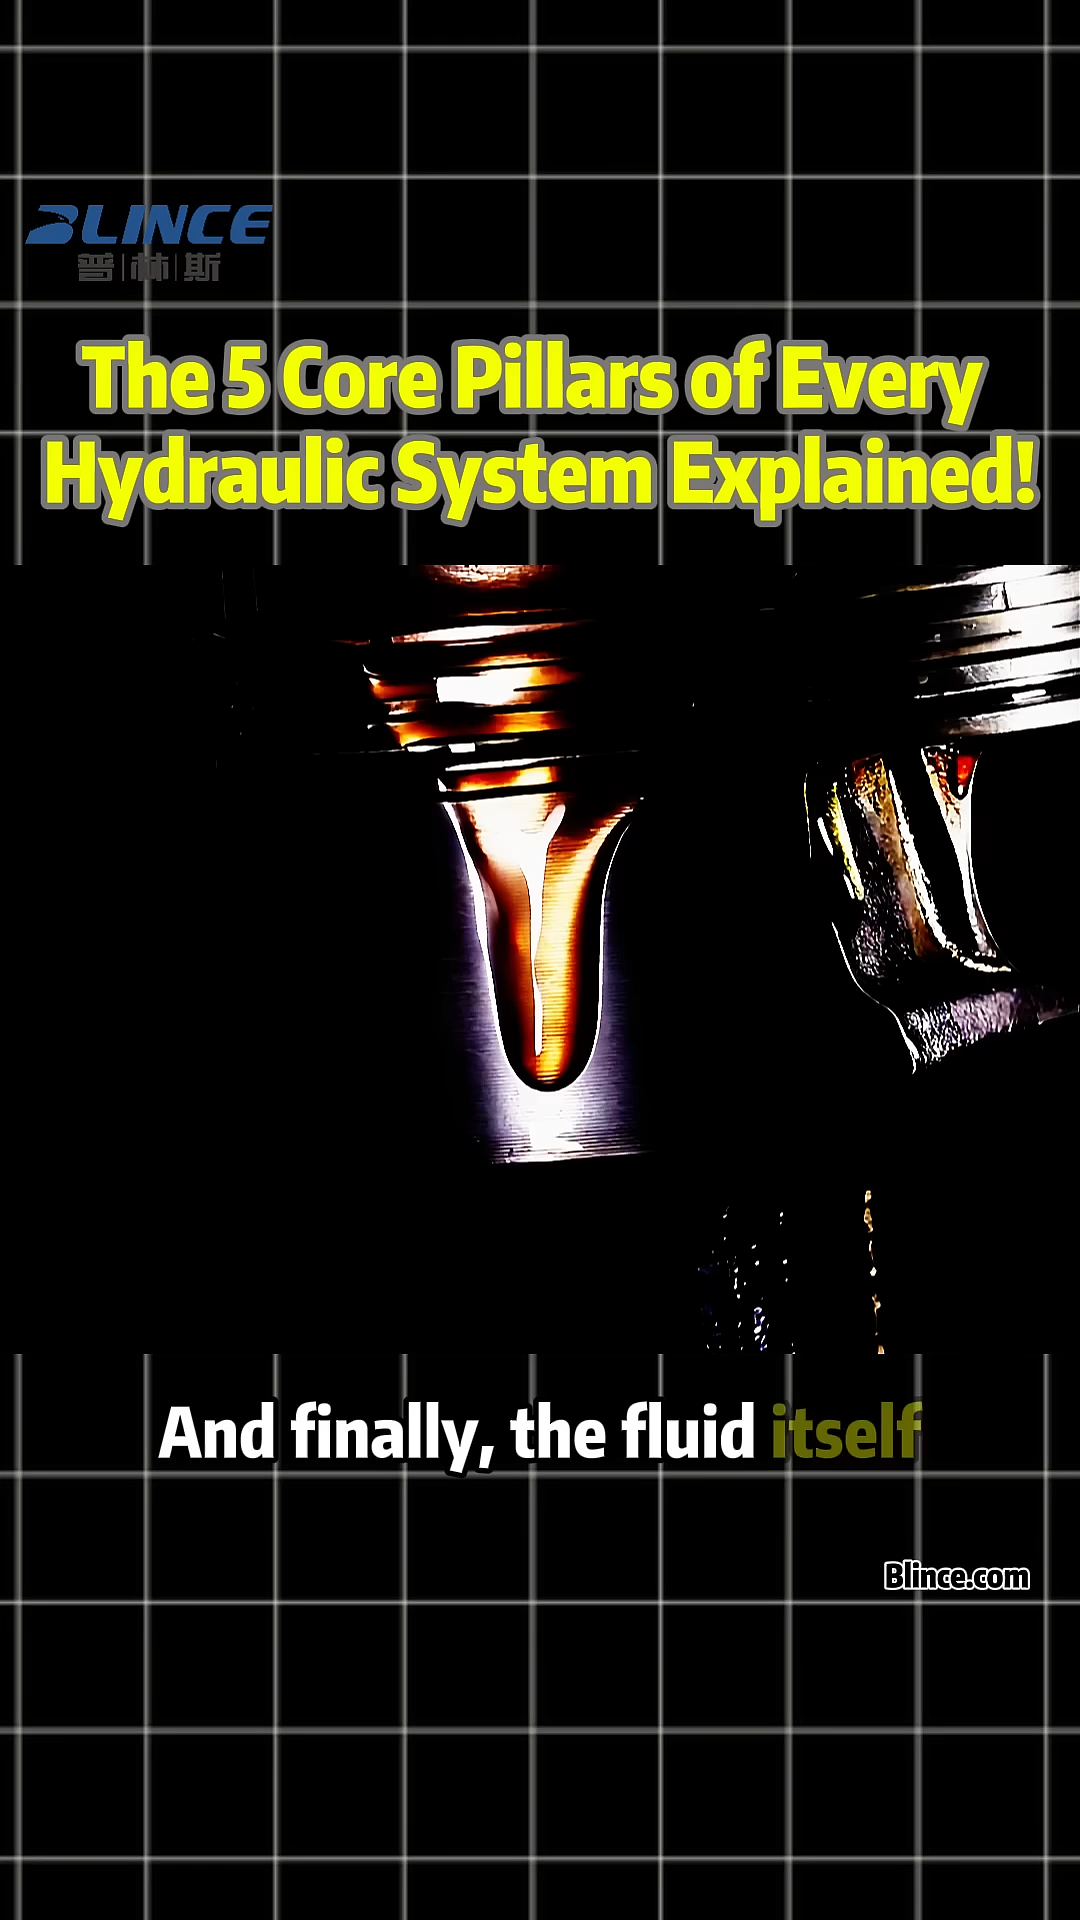 BLINCE
普|林|斯
The 5 Core Pillars of Every
Hydraulic System Explained!
And finally, the fluid itself
Blince.com